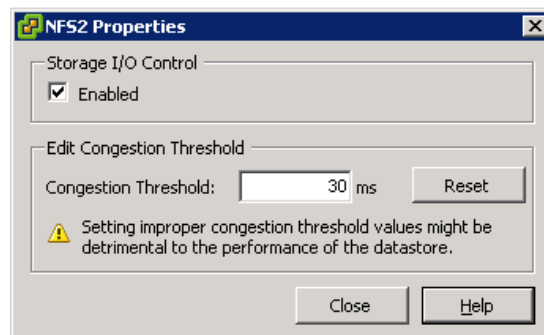 NFS2 Properties
Storage I/O Control
Enabled
Edit Congestion Threshold
Congestion Threshold: 30 ms Reset
Setting improper congestion threshold values might be
detrimental to the performance of the datastore.
Close Help